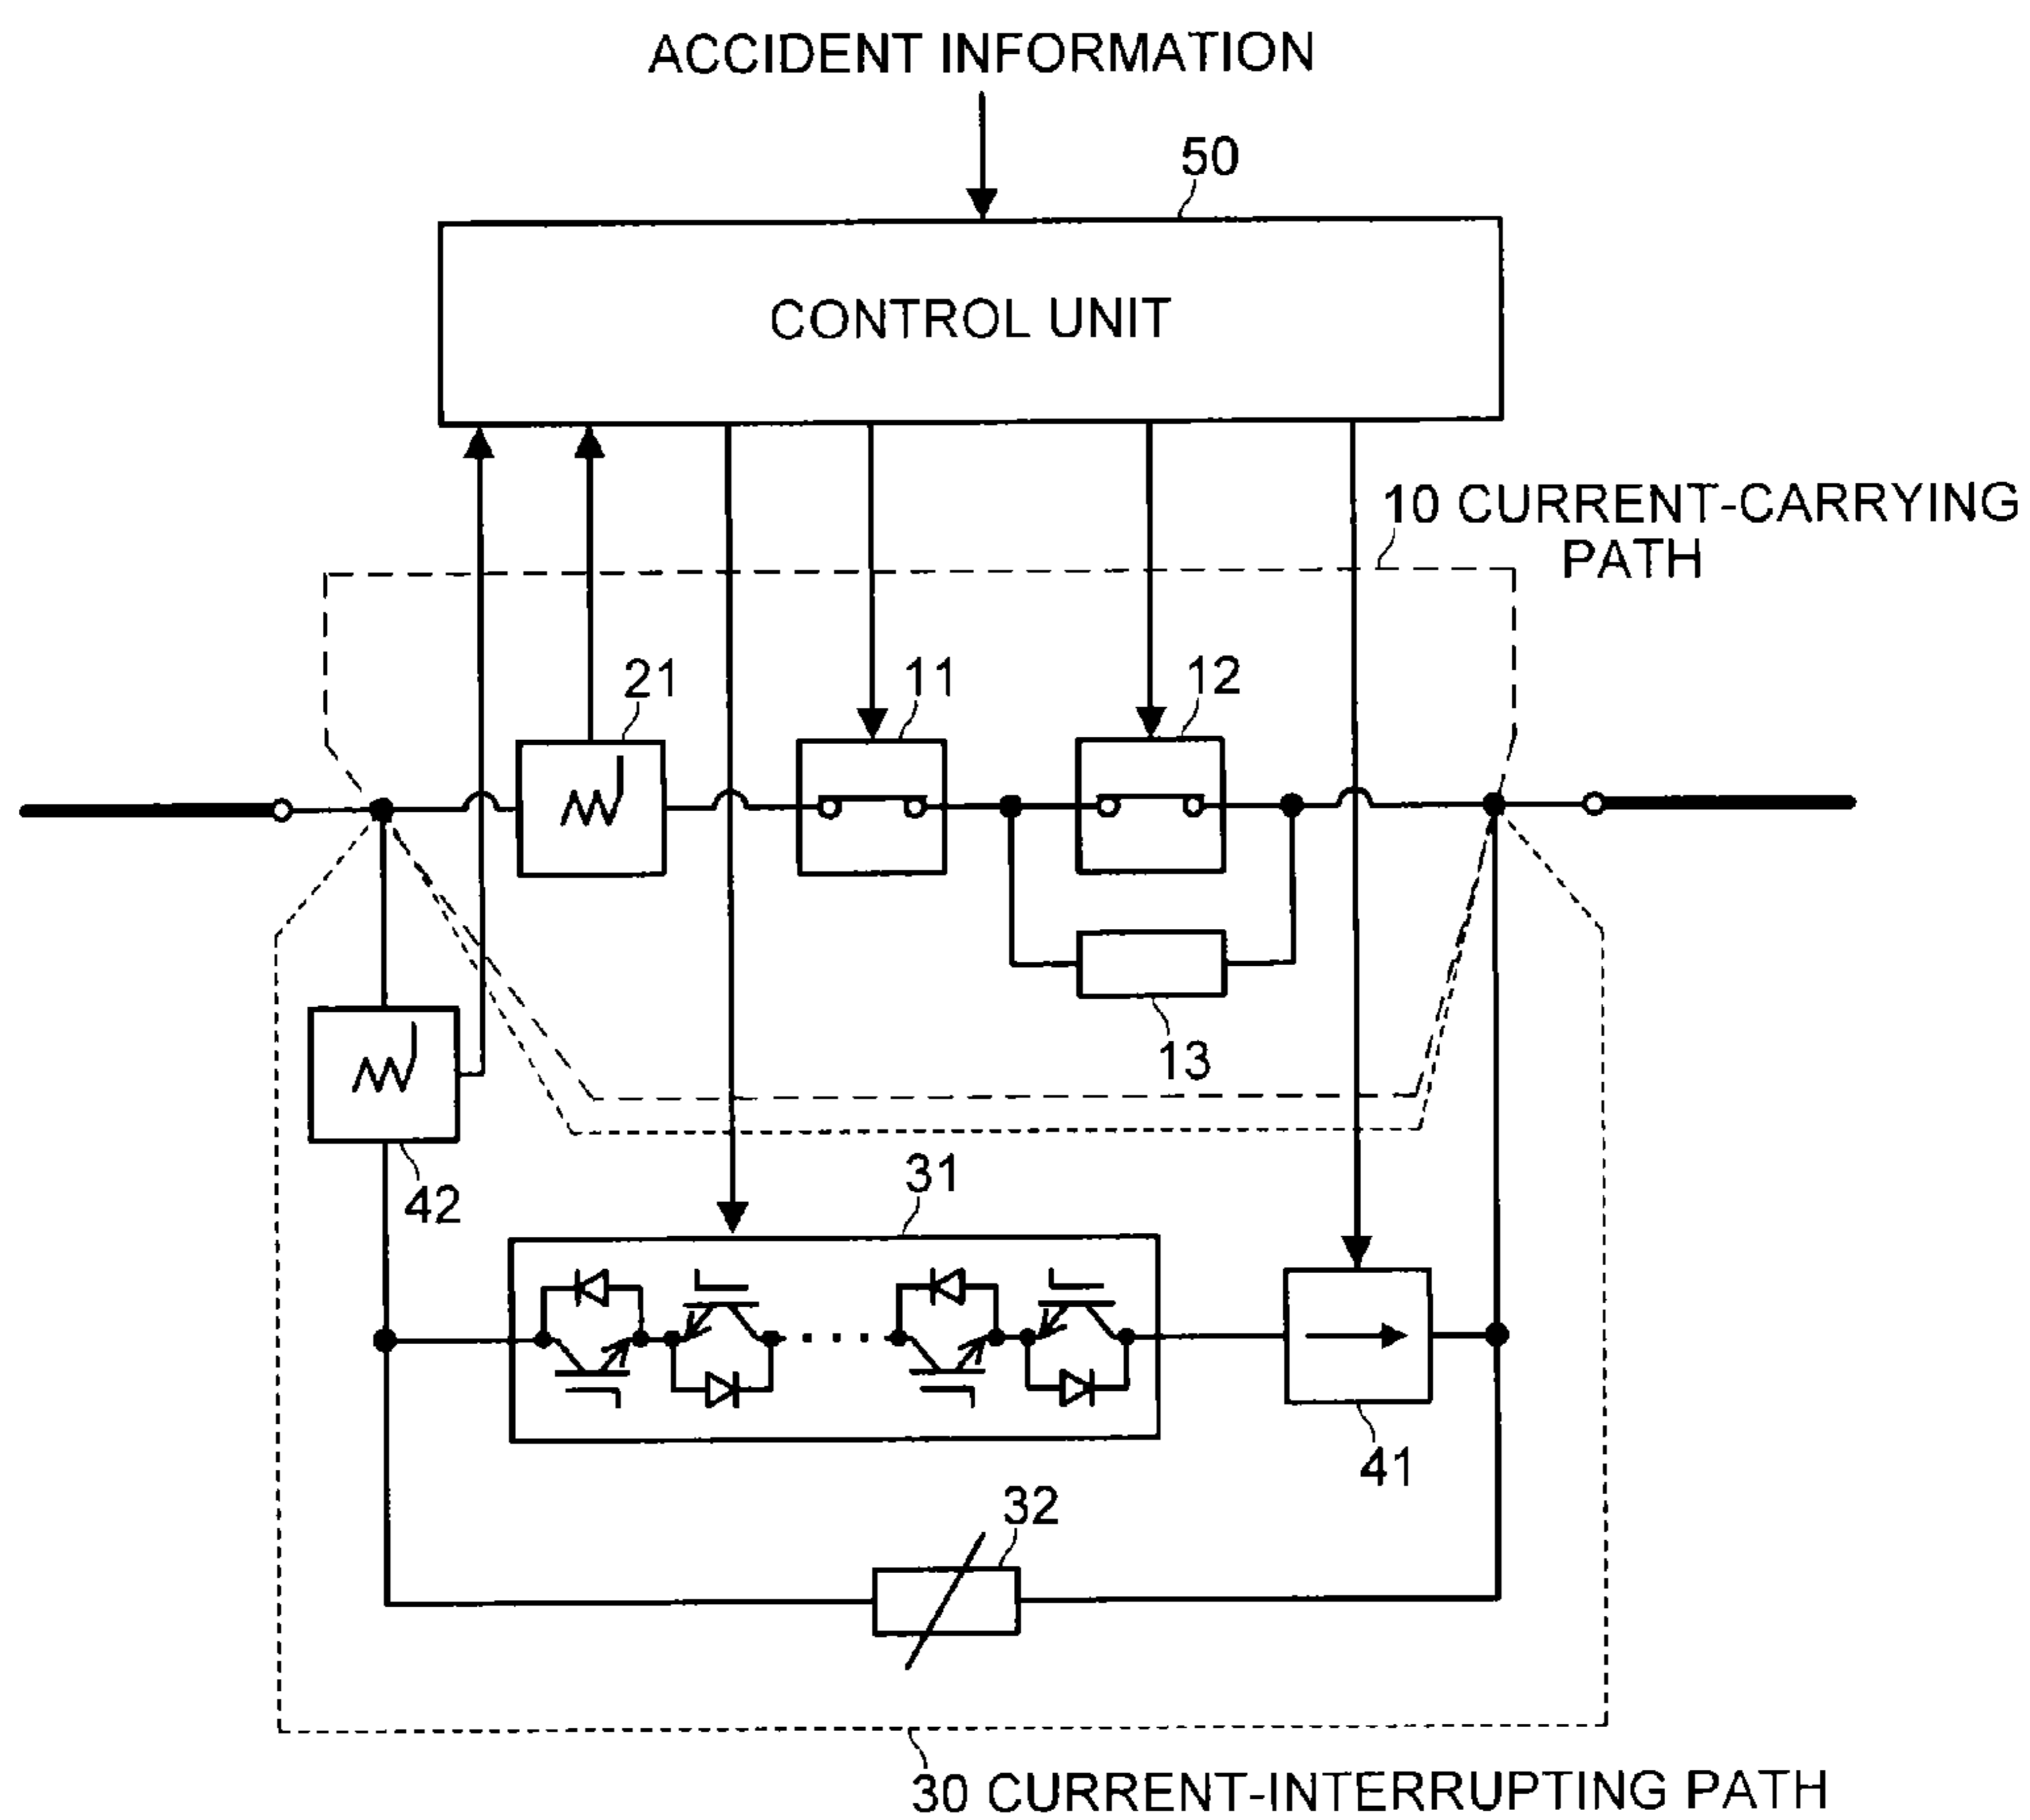 ACCIDENT INFORMATION
50
CONTROL UNIT
10 CURRENT-CARRYING
PATH
21
11
12
13
42
31
41
32
30 CURRENT-INTERRUPTING PATH